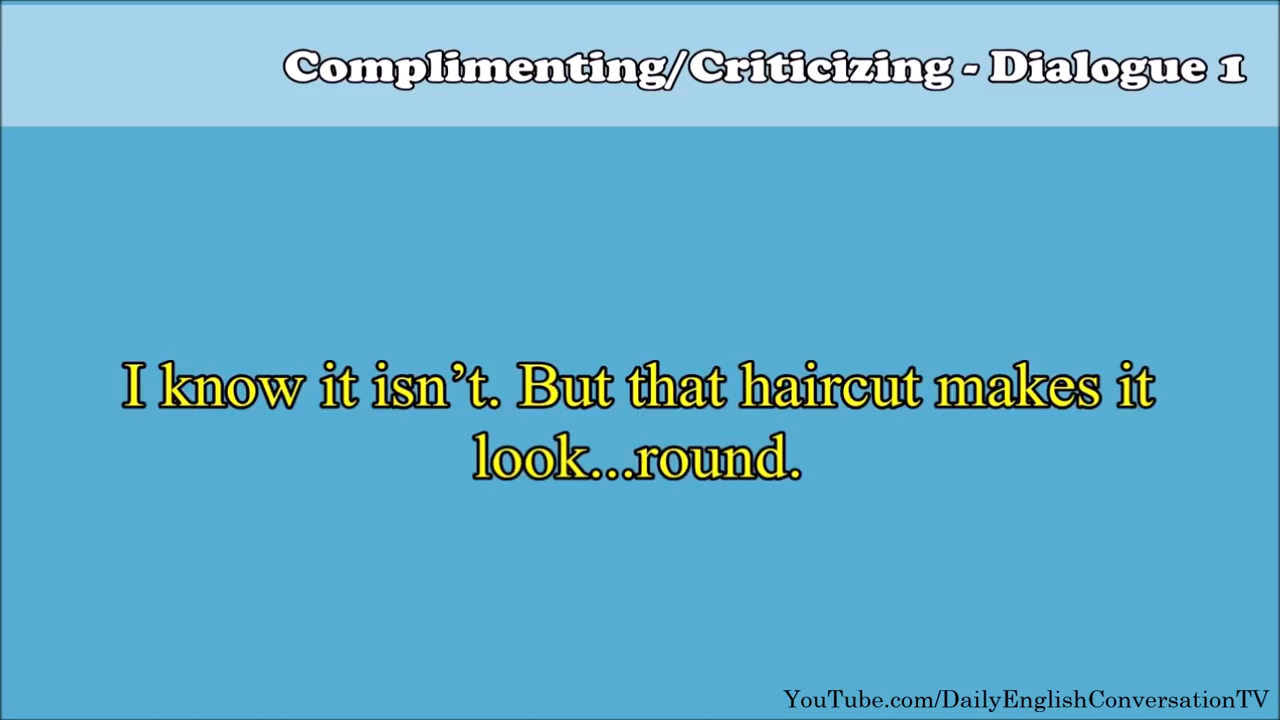 Complimenting/Criticizing - Dialogue 1
I know it isn’t. But that haircut makes it
look...round.
YouTube.com/DailyEnglishConversationTV